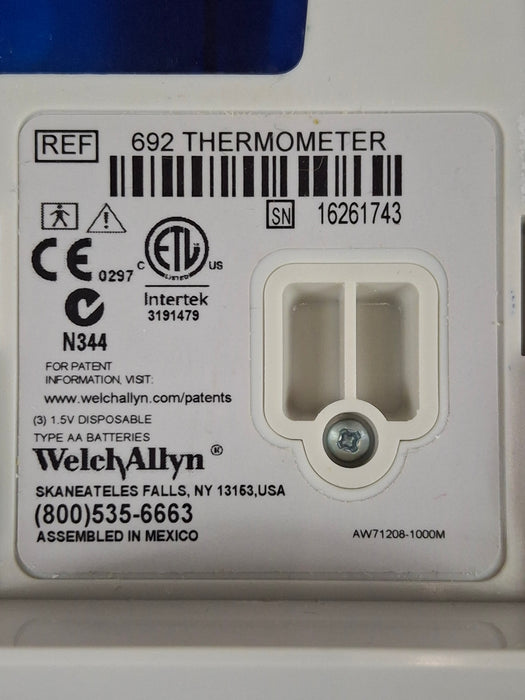 REF 692 THERMOMETER
SN 16261743
CE 0297
C ETL US
LISTED
Intertek
3191479
N344
FOR PATENT
INFORMATION, VISIT:
www.welchallyn.com/patents
(3) 1.5V DISPOSABLE
TYPE AA BATTERIES
WelchAllyn®
SKANEATELES FALLS, NY 13153,USA
(800)535-6663
ASSEMBLED IN MEXICO
AW71208-1000M